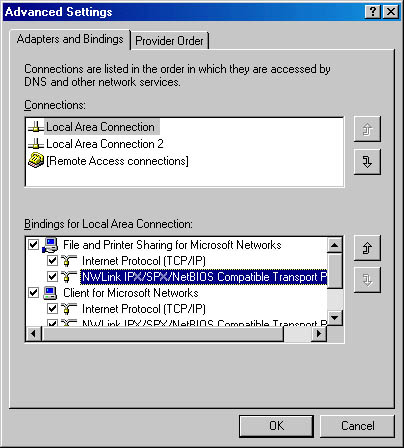 Advanced Settings
Adapters and Bindings
Provider Order
Connections are listed in the order in which they are accessed by
DNS and other network services.
Connections:
Local Area Connection
Local Area Connection 2
[Remote Access connections]
Bindings for Local Area Connection:
File and Printer Sharing for Microsoft Networks
Internet Protocol (TCP/IP)
NWLink IPX/SPX/NetBIOS Compatible Transport P
Client for Microsoft Networks
Internet Protocol (TCP/IP)
NWLink IPX/SPX/NetBIOS Compatible Transport P
OK
Cancel